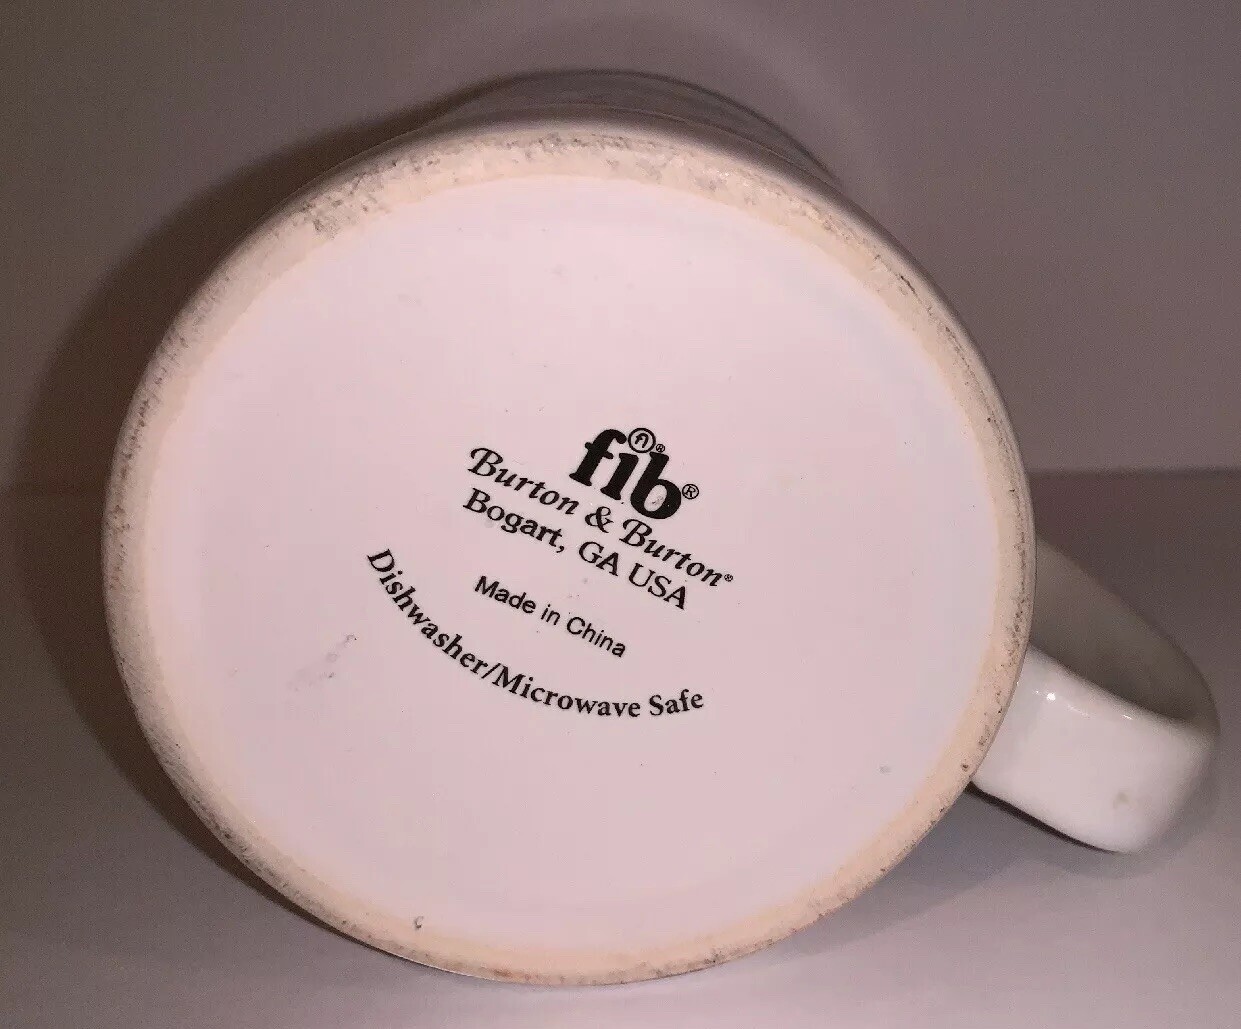 fib®
Burton & Burton®
Bogart, GA USA
Made in China
Dishwasher/Microwave Safe